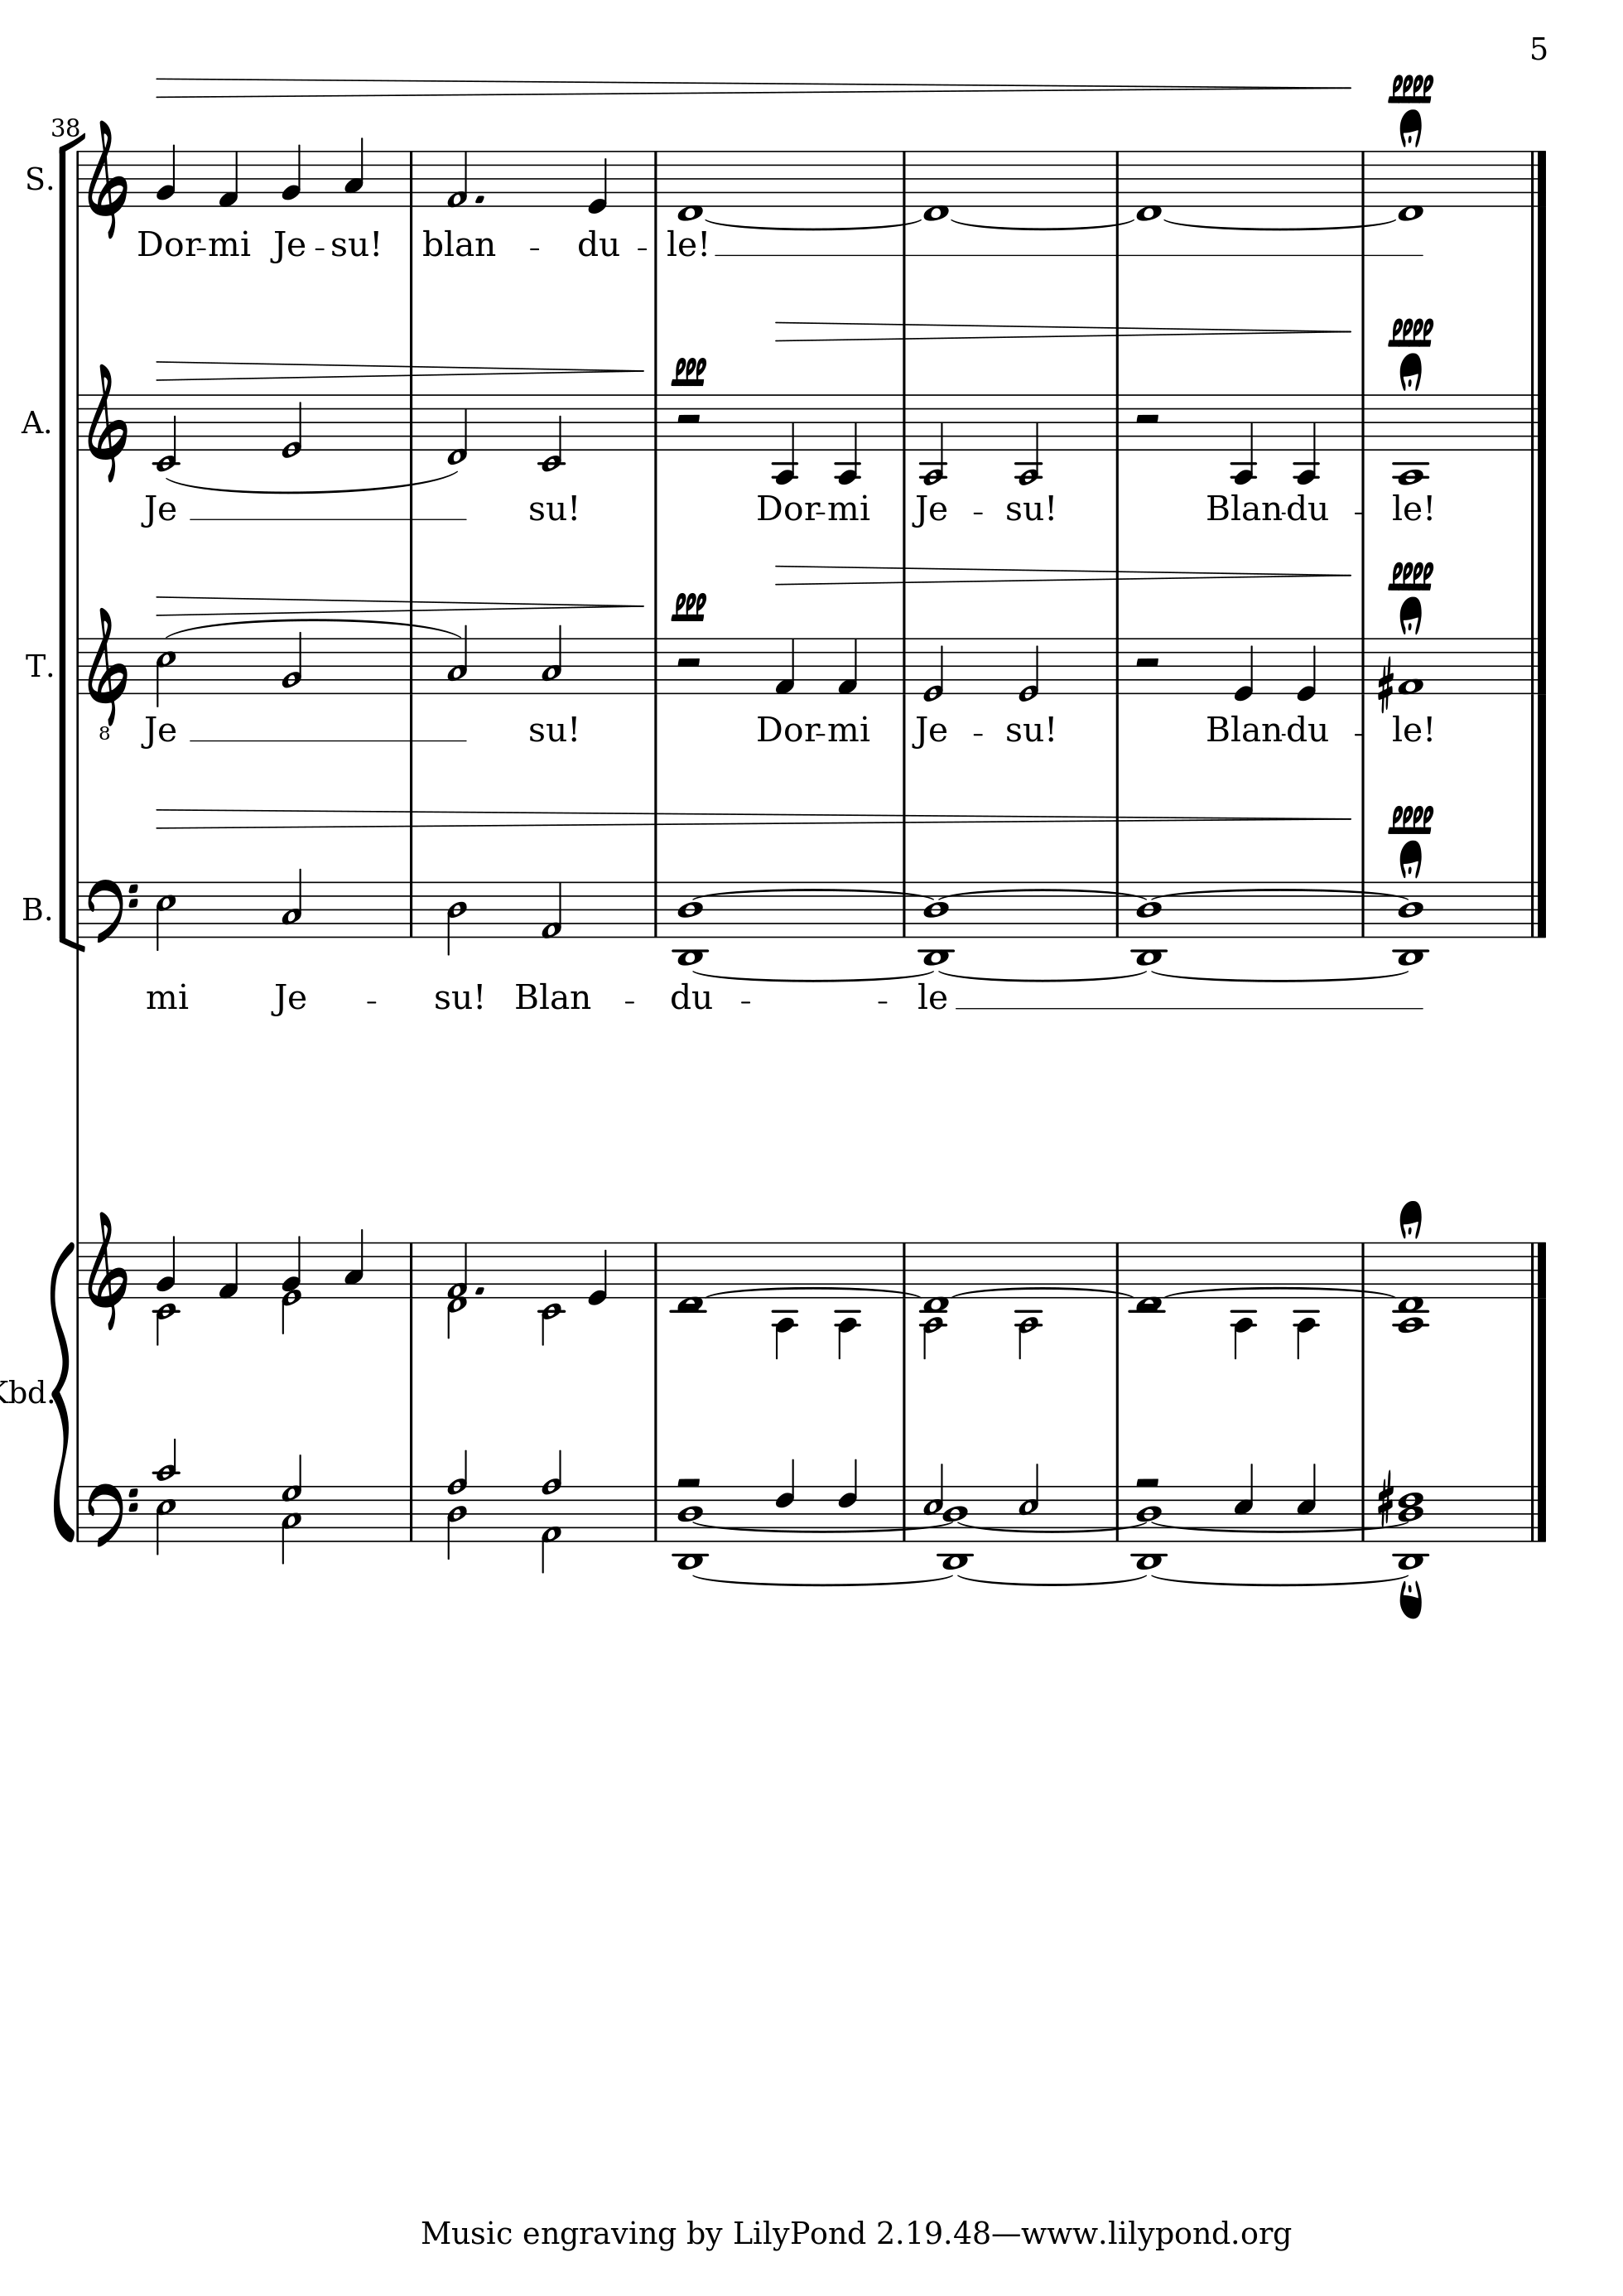 5
38
pppp
S.
Dor-mi Je - su! blan - du - le!
pppp
ppp
A.
Je su! Dor-mi Je - su! Blan-du - le!
pppp
ppp
T.
8
Je su! Dor-mi Je - su! Blan-du - le!
pppp
B.
mi Je - su! Blan - du - - le
Kbd.
Music engraving by LilyPond 2.19.48—www.lilypond.org